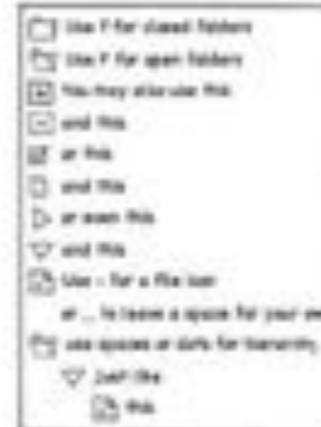 Use F for closed folders
Use F for open folders
You may also use this
and this
or this
and this
or even this
and this
Use - for a file icon
or .. to leave a space for your own
use spaces or dots for hierarchy
Just like
this